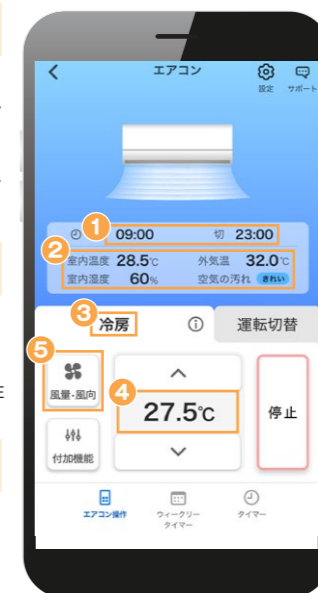 エアコン
設定 サポート
1
09:00 切 23:00
2
室内温度 28.5℃ 外気温 32.0℃
室内湿度 60% 空気の汚れ きれい
3
冷房 運転切替
5
風量・風向
4
27.5℃
停止
付加機能
エアコン操作 ウィークリー タイマー
タイマー
E